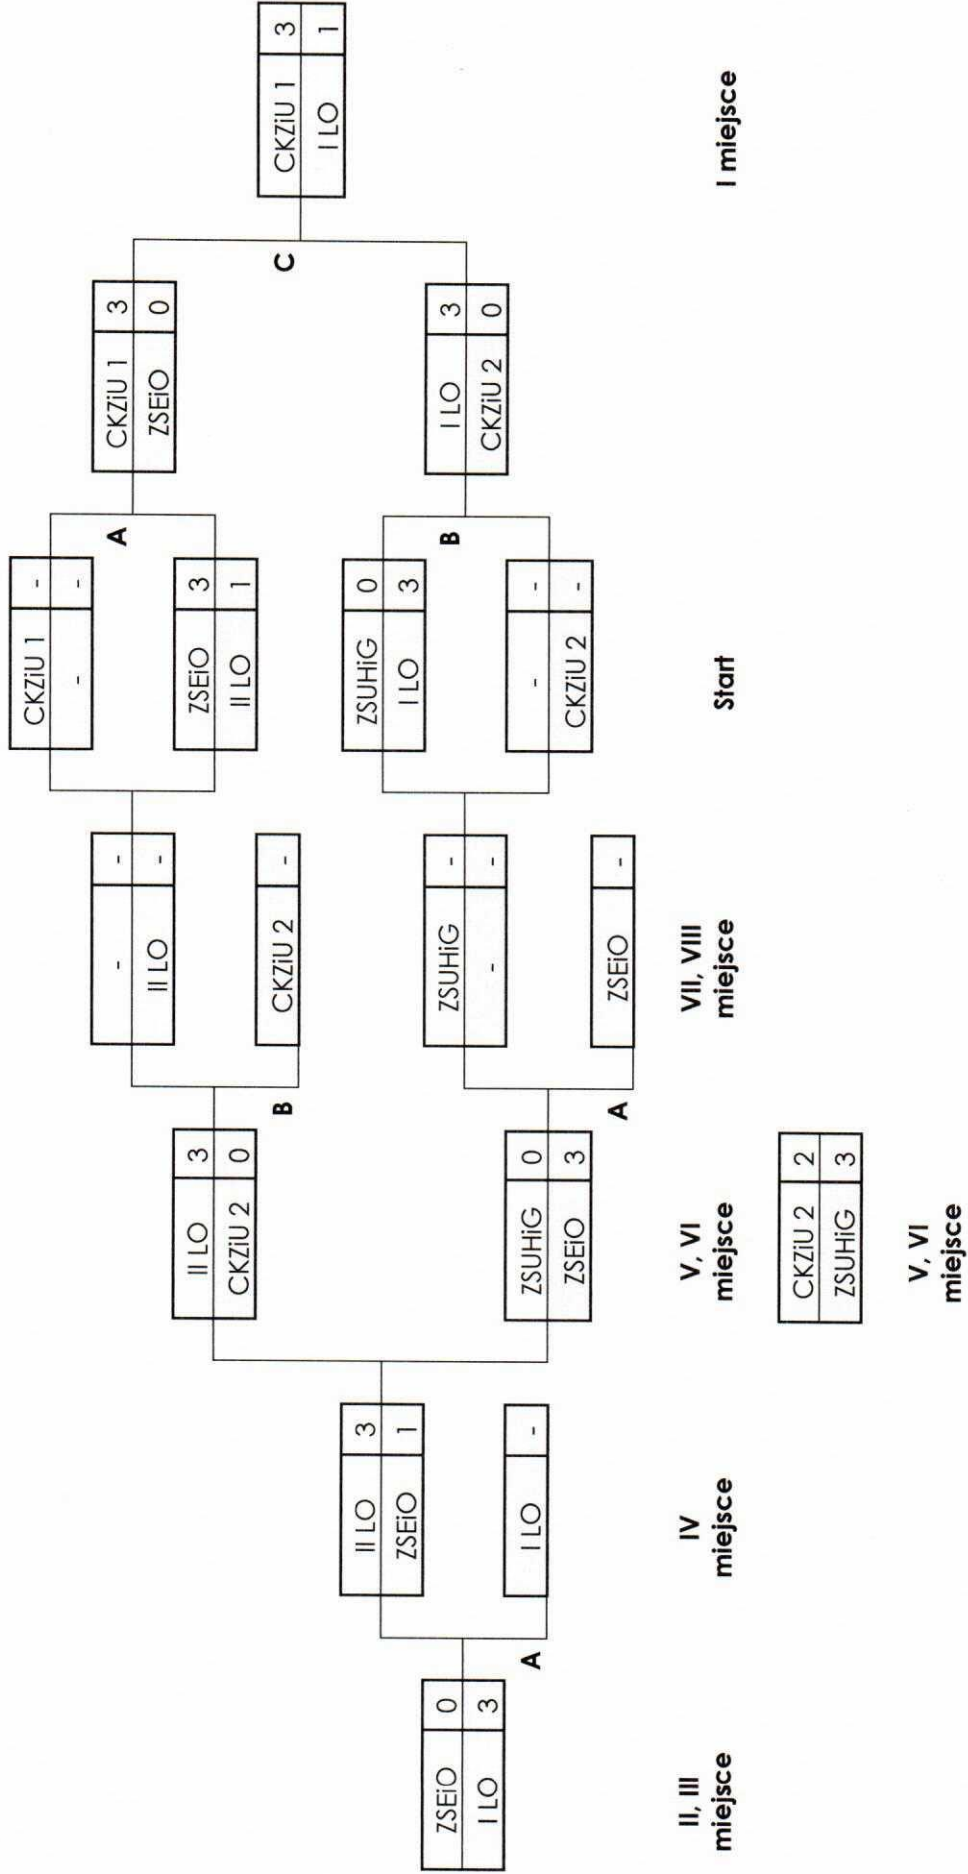 ZSEiO 0
I LO 3
II, III
miejsce
A
II LO 3
ZSEiO 1
I LO -
IV
miejsce
II LO 3
CKZiU 2 0
ZSUHiG 0
ZSEiO 3
V, VI
miejsce
CKZiU 2 2
ZSUHiG 3
V, VI
miejsce
B
A
- -
II LO -
CKZiU 2 -
ZSUHiG -
- -
ZSEiO -
VII, VIII
miejsce
CKZiU 1 -
- -
ZSEiO 3
II LO 1
ZSUHiG 0
I LO 3
- -
CKZiU 2 -
Start
A
B
CKZiU 1 3
ZSEiO 0
I LO 3
CKZiU 2 0
C
CKZiU 1 3
I LO 1
I miejsce